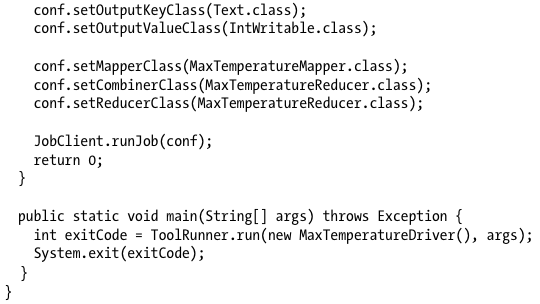 conf.setOutputKeyClass(Text.class);
    conf.setOutputValueClass(IntWritable.class);

    conf.setMapperClass(MaxTemperatureMapper.class);
    conf.setCombinerClass(MaxTemperatureReducer.class);
    conf.setReducerClass(MaxTemperatureReducer.class);

    JobClient.runJob(conf);
    return 0;
  }

  public static void main(String[] args) throws Exception {
    int exitCode = ToolRunner.run(new MaxTemperatureDriver(), args);
    System.exit(exitCode);
  }
}